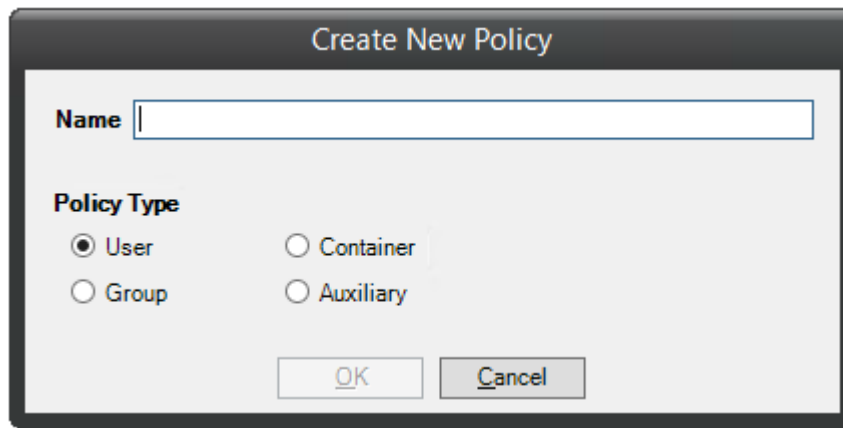 Create New Policy
Name
Policy Type
User Container
Group Auxiliary
OK Cancel